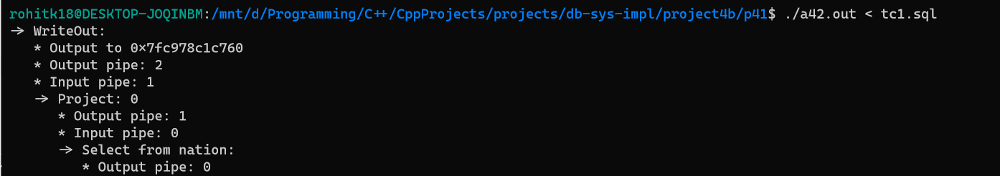 rohitk18@DESKTOP-JOQINBM:/mnt/d/Programming/C++/CppProjects/projects/db-sys-impl/project4b/p41$ ./a42.out < tc1.sql
-> WriteOut:
* Output to 0x7fc978c1c760
* Output pipe: 2
* Input pipe: 1
-> Project: 0
* Output pipe: 1
* Input pipe: 0
-> Select from nation:
* Output pipe: 0